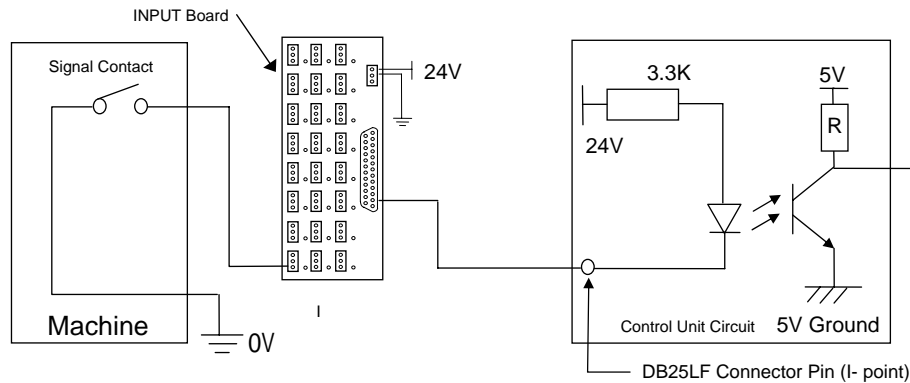 INPUT Board
Signal Contact
24V
3.3K
5V
24V
R
I
Machine
0V
Control Unit Circuit
5V Ground
DB25LF Connector Pin (I- point)